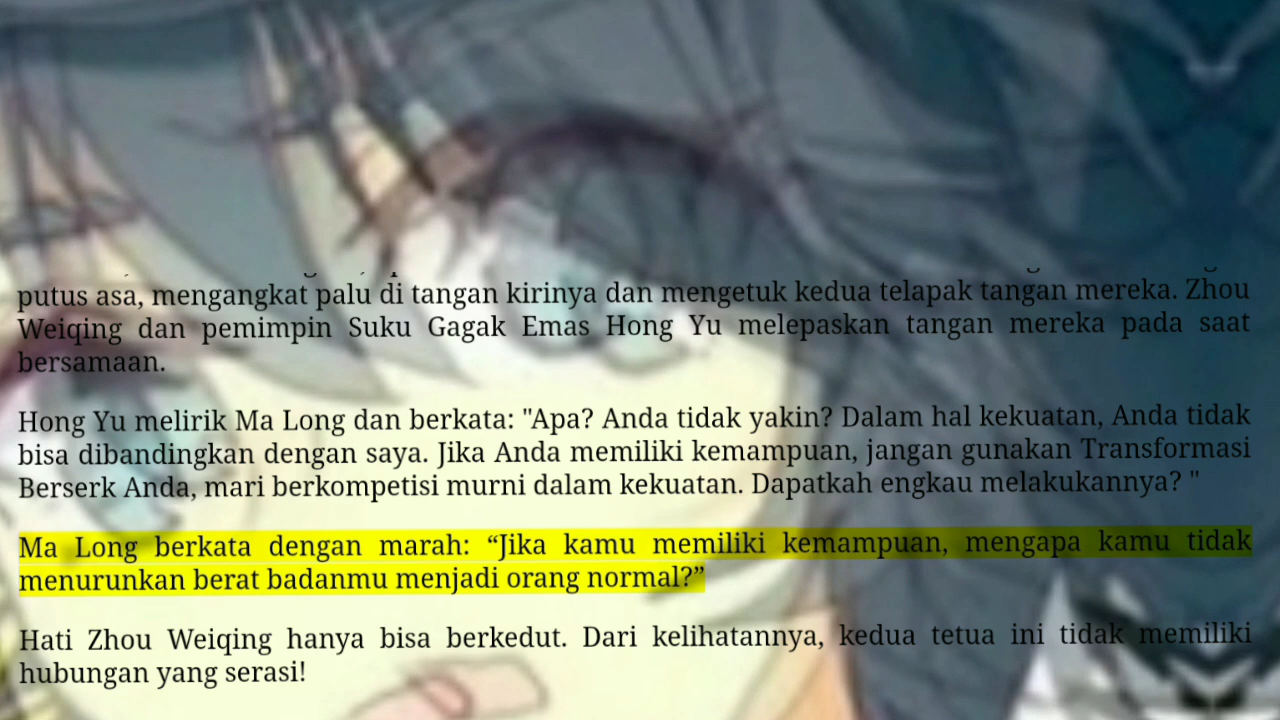 putus asa, mengangkat palu di tangan kirinya dan mengetuk kedua telapak tangan mereka. Zhou
Weiqing dan pemimpin Suku Gagak Emas Hong Yu melepaskan tangan mereka pada saat
bersamaan.
Hong Yu melirik Ma Long dan berkata: "Apa? Anda tidak yakin? Dalam hal kekuatan, Anda tidak
bisa dibandingkan dengan saya. Jika Anda memiliki kemampuan, jangan gunakan Transformasi
Berserk Anda, mari berkompetisi murni dalam kekuatan. Dapatkah engkau melakukannya? "
Ma Long berkata dengan marah: “Jika kamu memiliki kemampuan, mengapa kamu tidak
menurunkan berat badanmu menjadi orang normal?”
Hati Zhou Weiqing hanya bisa berkedut. Dari kelihatannya, kedua tetua ini tidak memiliki
hubungan yang serasi!